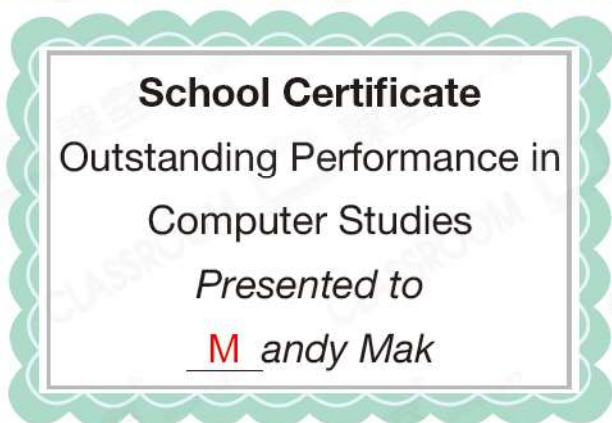 School Certificate
Outstanding Performance in
Computer Studies
Presented to
M andy Mak